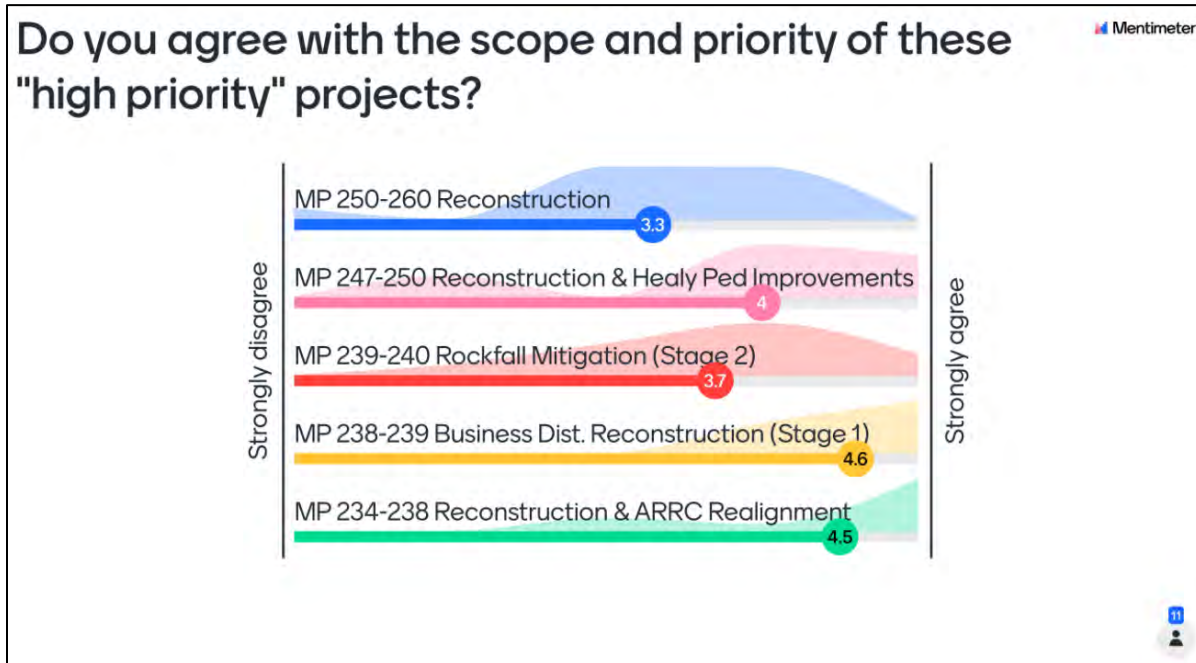 Do you agree with the scope and priority of these
"high priority" projects?
Mentimeter
Strongly disagree
MP 250-260 Reconstruction
3.3
MP 247-250 Reconstruction & Healy Ped Improvements
4
MP 239-240 Rockfall Mitigation (Stage 2)
3.7
MP 238-239 Business Dist. Reconstruction (Stage 1)
4.6
MP 234-238 Reconstruction & ARRC Realignment
4.5
Strongly agree
11